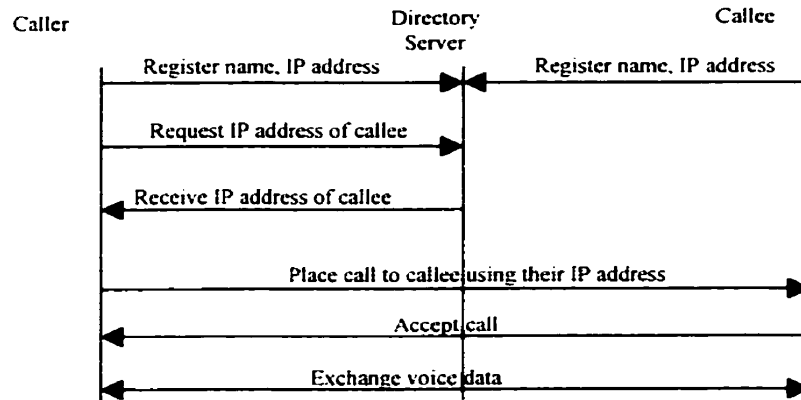 Caller
Directory
Server
Callee
Register name, IP address
Register name, IP address
Request IP address of callee
Receive IP address of callee
Place call to callee using their IP address
Accept call
Exchange voice data